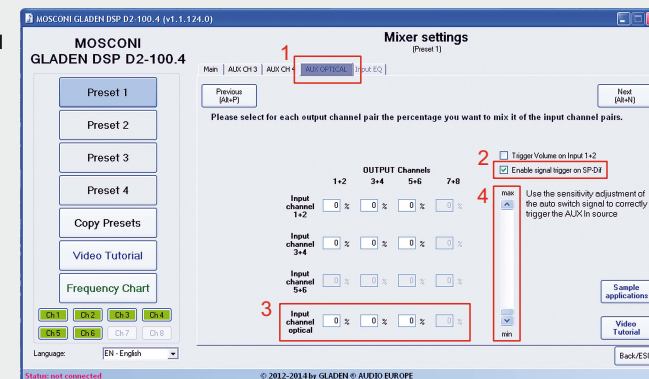 MOSCONI GLADEN DSP D2-100.4 (v1.1.124.0)
MOSCONI
GLADEN DSP D2-100.4
Preset 1
Preset 2
Preset 3
Preset 4
Copy Presets
Video Tutorial
Frequency Chart
Ch 1 Ch 2 Ch 3 Ch 4
Ch 5 Ch 6 Ch 7 Ch 8
Language: EN - English
Status: not connected
Mixer settings
(Preset 1)
1
Main AUX CH 3 AUX CH AUX OPTICAL Input EQ
Previous
(Alt+P)
Next
(Alt+N)
Please select for each output channel pair the percentage you want to mix it of the input channel pairs.
2
Trigger Volume on Input 1+2
Enable signal trigger on SP-Dif
OUTPUT Channels
1+2 3+4 5+6 7+8
Input
channel
1+2
0 % 0 % 0 % 0 %
Input
channel
3+4
0 % 0 % 0 % 0 %
Input
channel
5+6
0 % 0 % 0 % 0 %
3
Input
channel
optical
0 % 0 % 0 % 0 %
4
max
min
Use the sensitivity adjustment of
the auto switch signal to correctly
trigger the AUX In source
Sample
applications
Video
Tutorial
Back/ES
© 2012-2014 by GLADEN ® AUDIO EUROPE